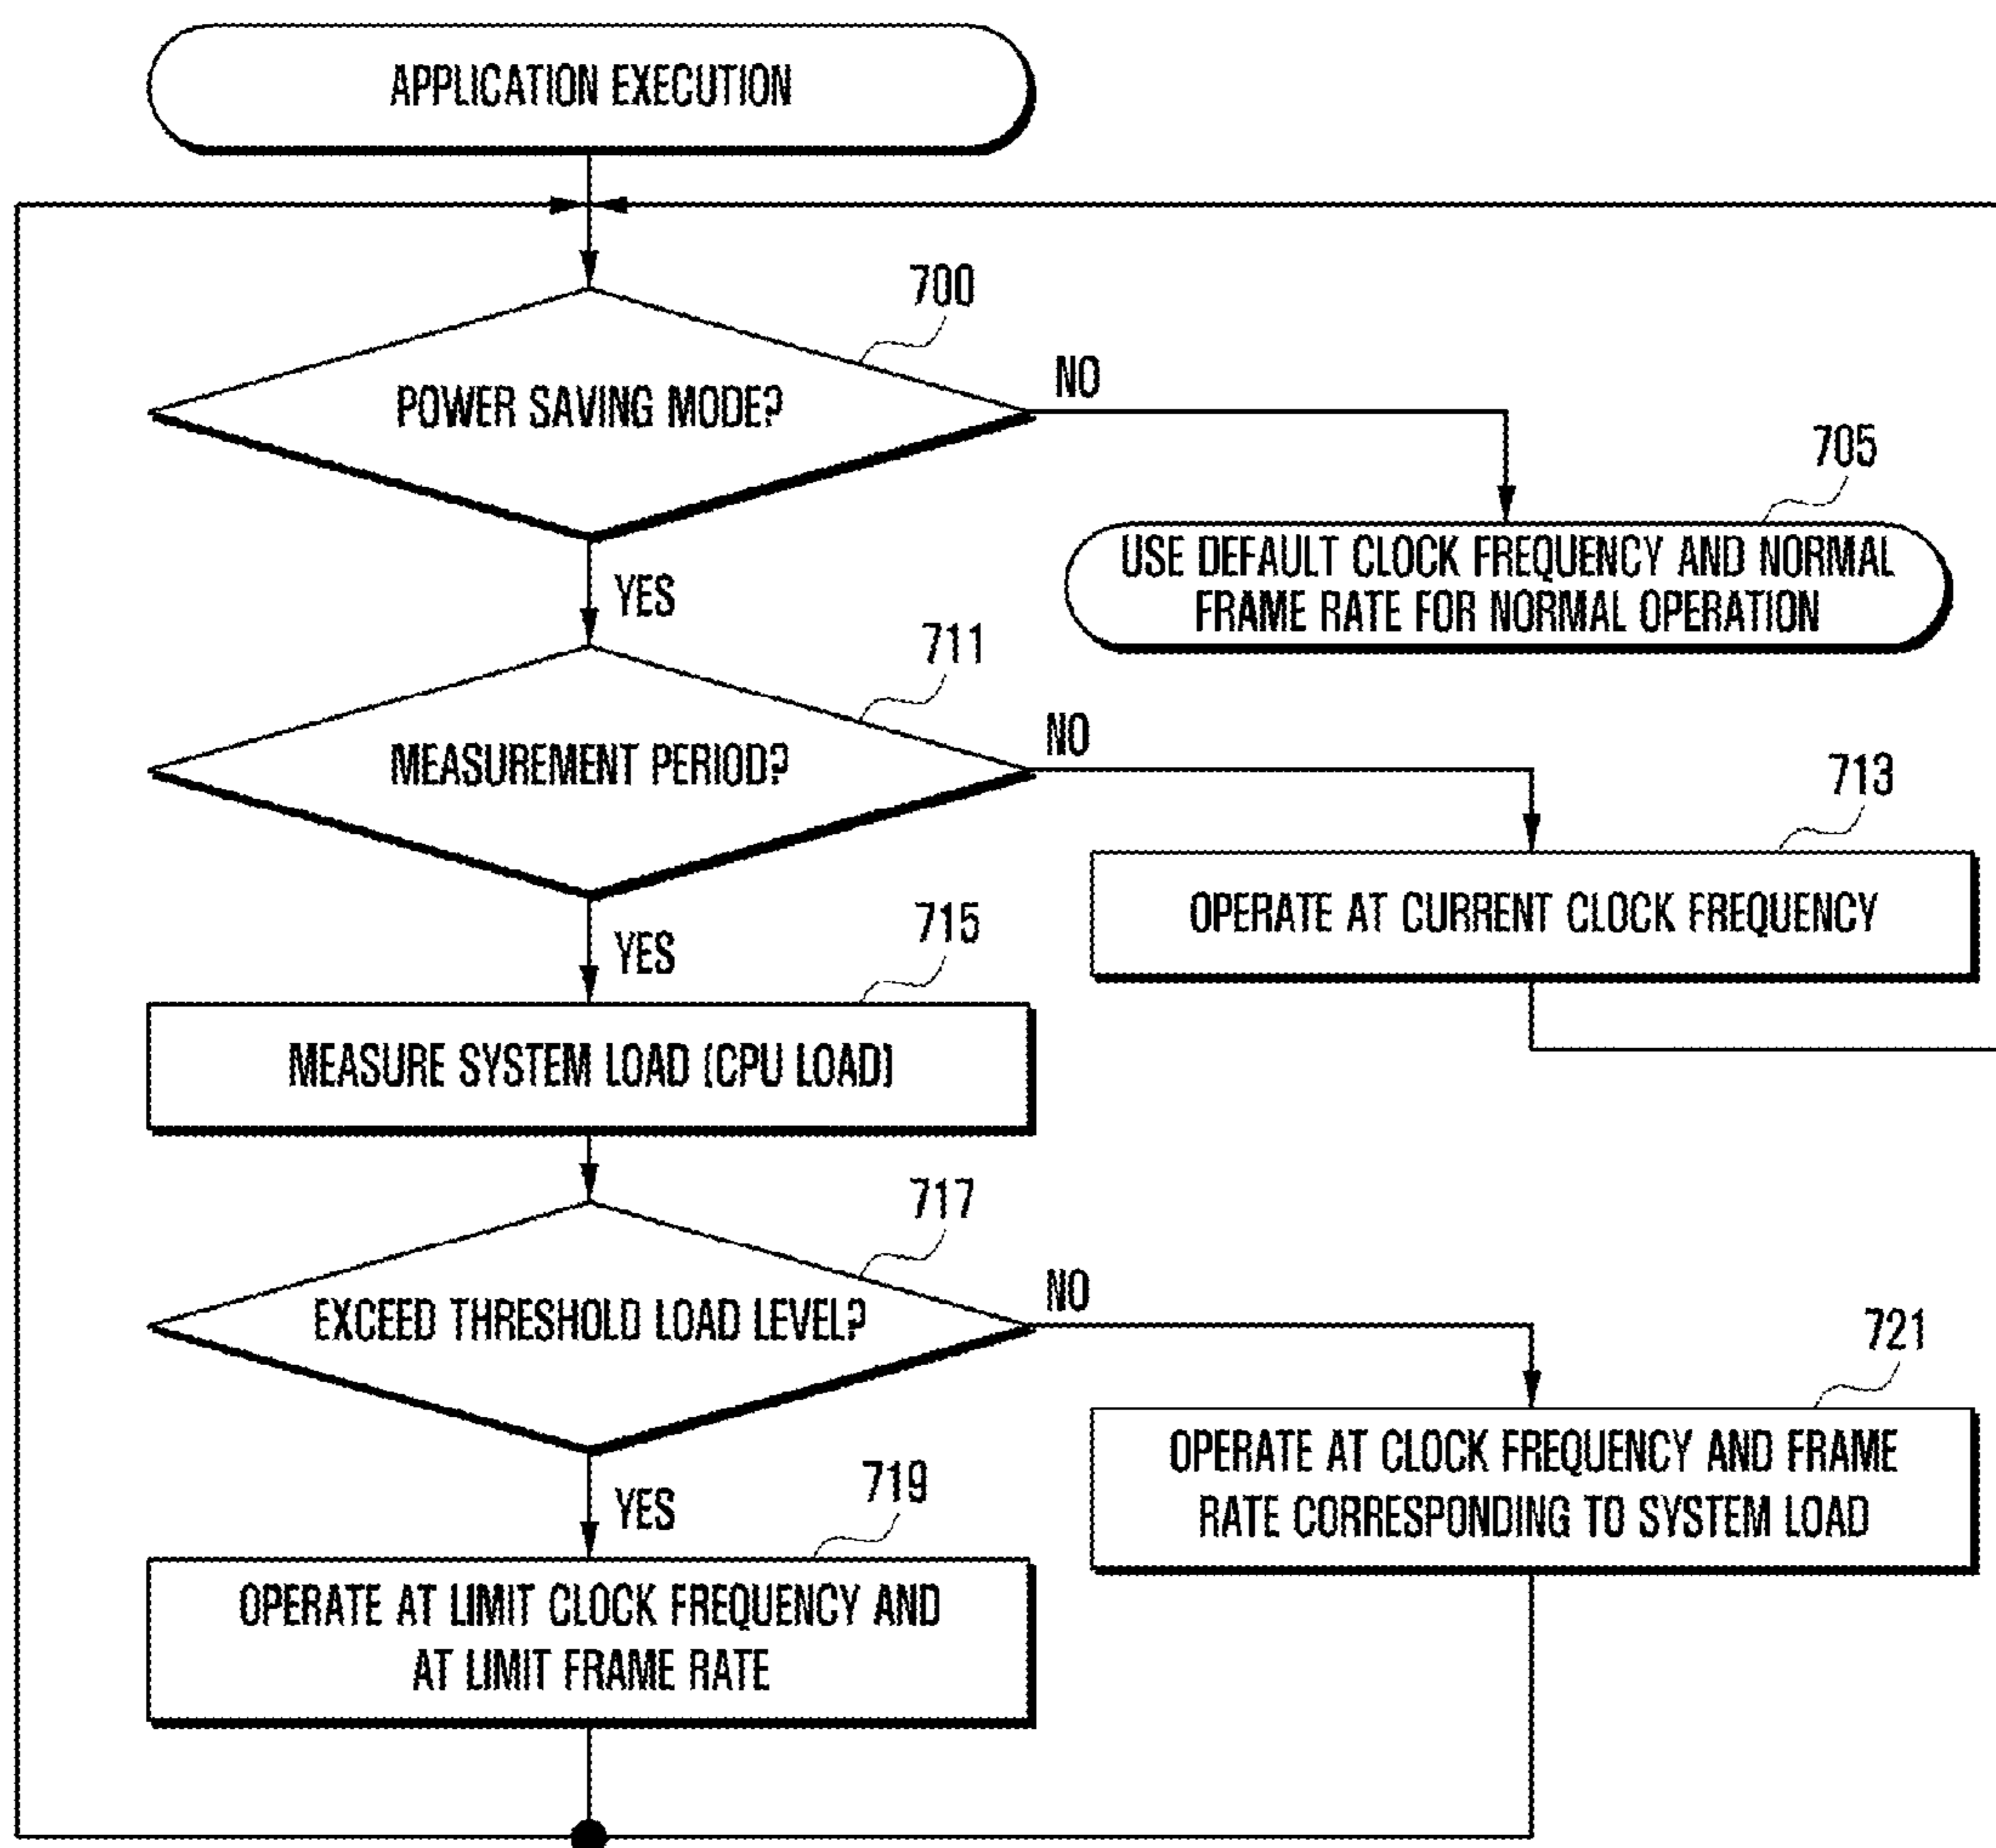 APPLICATION EXECUTION
700
POWER SAVING MODE?
NO
705
USE DEFAULT CLOCK FREQUENCY AND NORMAL
FRAME RATE FOR NORMAL OPERATION
YES
711
MEASUREMENT PERIOD?
NO
713
OPERATE AT CURRENT CLOCK FREQUENCY
YES
715
MEASURE SYSTEM LOAD (CPU LOAD)
717
EXCEED THRESHOLD LOAD LEVEL?
NO
721
OPERATE AT CLOCK FREQUENCY AND FRAME
RATE CORRESPONDING TO SYSTEM LOAD
YES
719
OPERATE AT LIMIT CLOCK FREQUENCY AND
AT LIMIT FRAME RATE